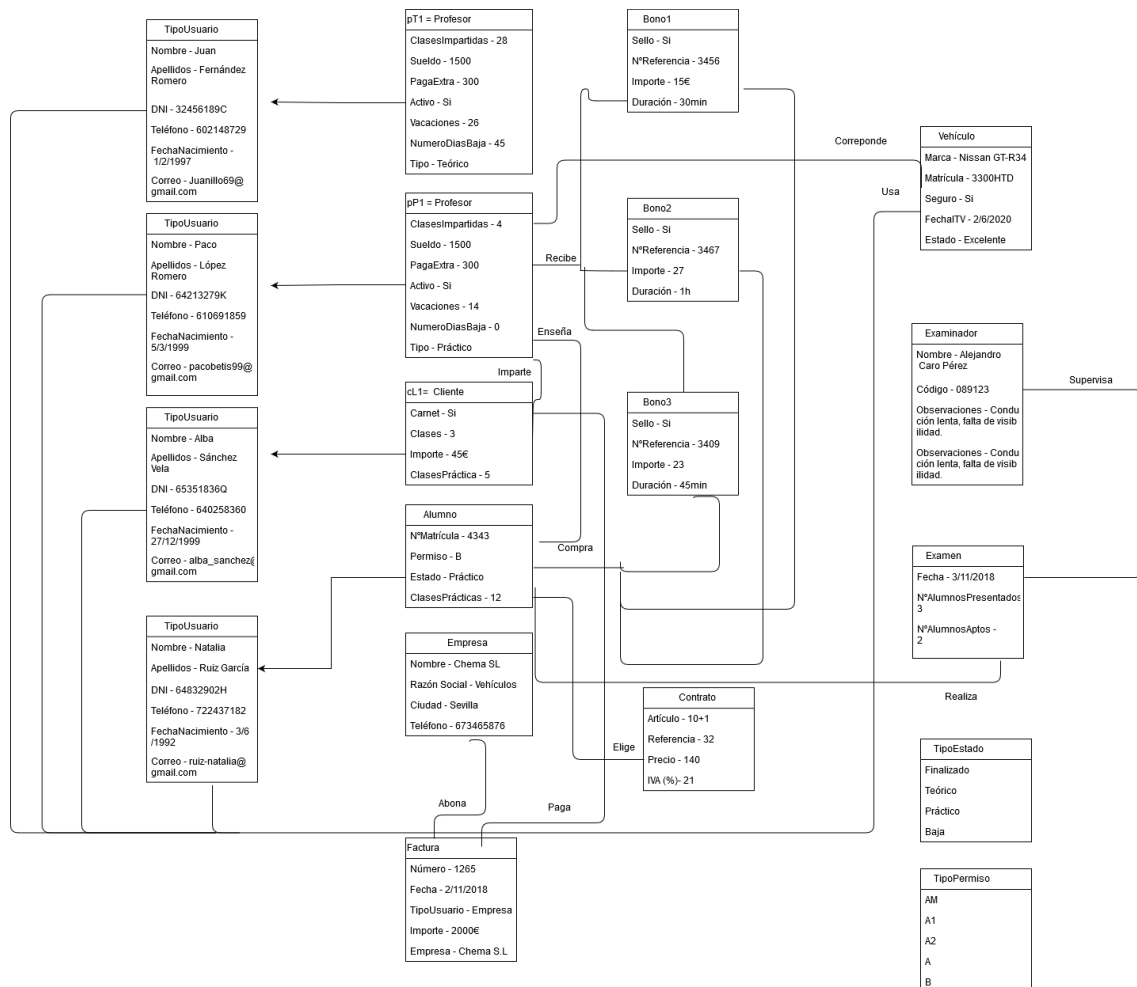 TipoUsuario
Nombre - Juan
Apellidos - Fernández
Romero
DNI - 32456189C
Teléfono - 602148729
FechaNacimiento -
1/2/1997
Correo - Juanillo69@
gmail.com
TipoUsuario
Nombre - Paco
Apellidos - López
Romero
DNI - 64213279K
Teléfono - 610691859
FechaNacimiento -
5/3/1999
Correo - pacobetis99@
gmail.com
TipoUsuario
Nombre - Alba
Apellidos - Sánchez
Vela
DNI - 65351836Q
Teléfono - 640258360
FechaNacimiento -
27/12/1999
Correo - alba_sanchez@
gmail.com
TipoUsuario
Nombre - Natalia
Apellidos - Ruiz García
DNI - 64832902H
Teléfono - 722437182
FechaNacimiento - 3/6
/1992
Correo - ruiz-natalia@
gmail.com
pT1 = Profesor
ClasesImpartidas - 28
Sueldo - 1500
PagaExtra - 300
Activo - Si
Vacaciones - 26
NumeroDiasBaja - 45
Tipo - Teórico
pP1 = Profesor
ClasesImpartidas - 4
Sueldo - 1500
PagaExtra - 300
Activo - Si
Vacaciones - 14
NumeroDiasBaja - 0
Tipo - Práctico
Imparte
cL1= Cliente
Carnet - Si
Clases - 3
Importe - 45€
ClasesPráctica - 5
Alumno
NºMatrícula - 4343
Permiso - B
Estado - Práctico
ClasesPrácticas - 12
Empresa
Nombre - Chema SL
Razón Social - Vehículos
Ciudad - Sevilla
Teléfono - 673465876
Abona
Factura
Número - 1265
Fecha - 2/11/2018
TipoUsuario - Empresa
Importe - 2000€
Empresa - Chema S.L
Recibe
Enseña
Compra
Elige
Paga
Bono1
Sello - Si
NºReferencia - 3456
Importe - 15€
Duración - 30min
Bono2
Sello - Si
NºReferencia - 3467
Importe - 27
Duración - 1h
Bono3
Sello - Si
NºReferencia - 3409
Importe - 23
Duración - 45min
Contrato
Artículo - 10+1
Referencia - 32
Precio - 140
IVA (%)- 21
Correponde
Usa
Vehículo
Marca - Nissan GT-R34
Matrícula - 3300HTD
Seguro - Si
FechaITV - 2/6/2020
Estado - Excelente
Examinador
Nombre - Alejandro
Caro Pérez
Código - 089123
Observaciones - Condu
ción lenta, falta de visib
ilidad.
Observaciones - Condu
ción lenta, falta de visib
ilidad.
Supervisa
Examen
Fecha - 3/11/2018
NºAlumnosPresentados
3
NºAlumnosAptos -
2
Realiza
TipoEstado
Finalizado
Teórico
Práctico
Baja
TipoPermiso
AM
A1
A2
A
B